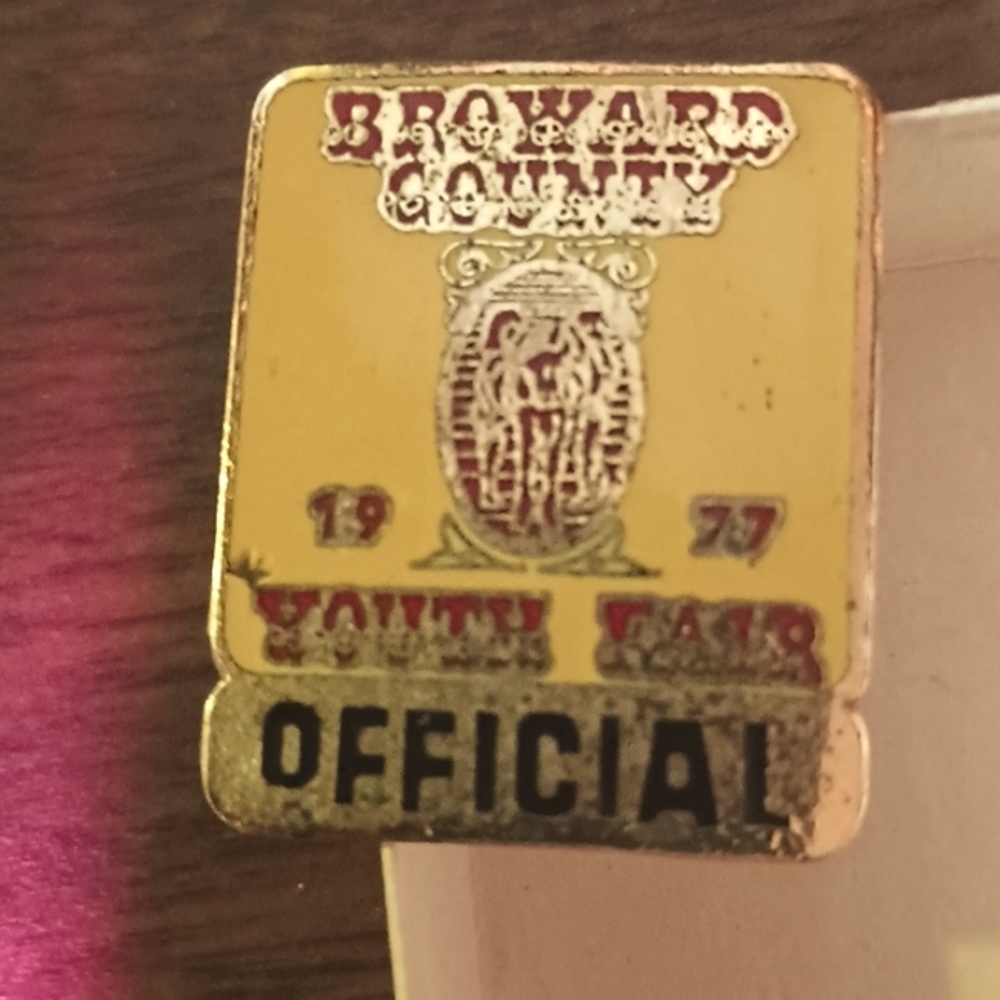 BROWARD
COUNTY
19 77
YOUTH FAIR
OFFICIAL